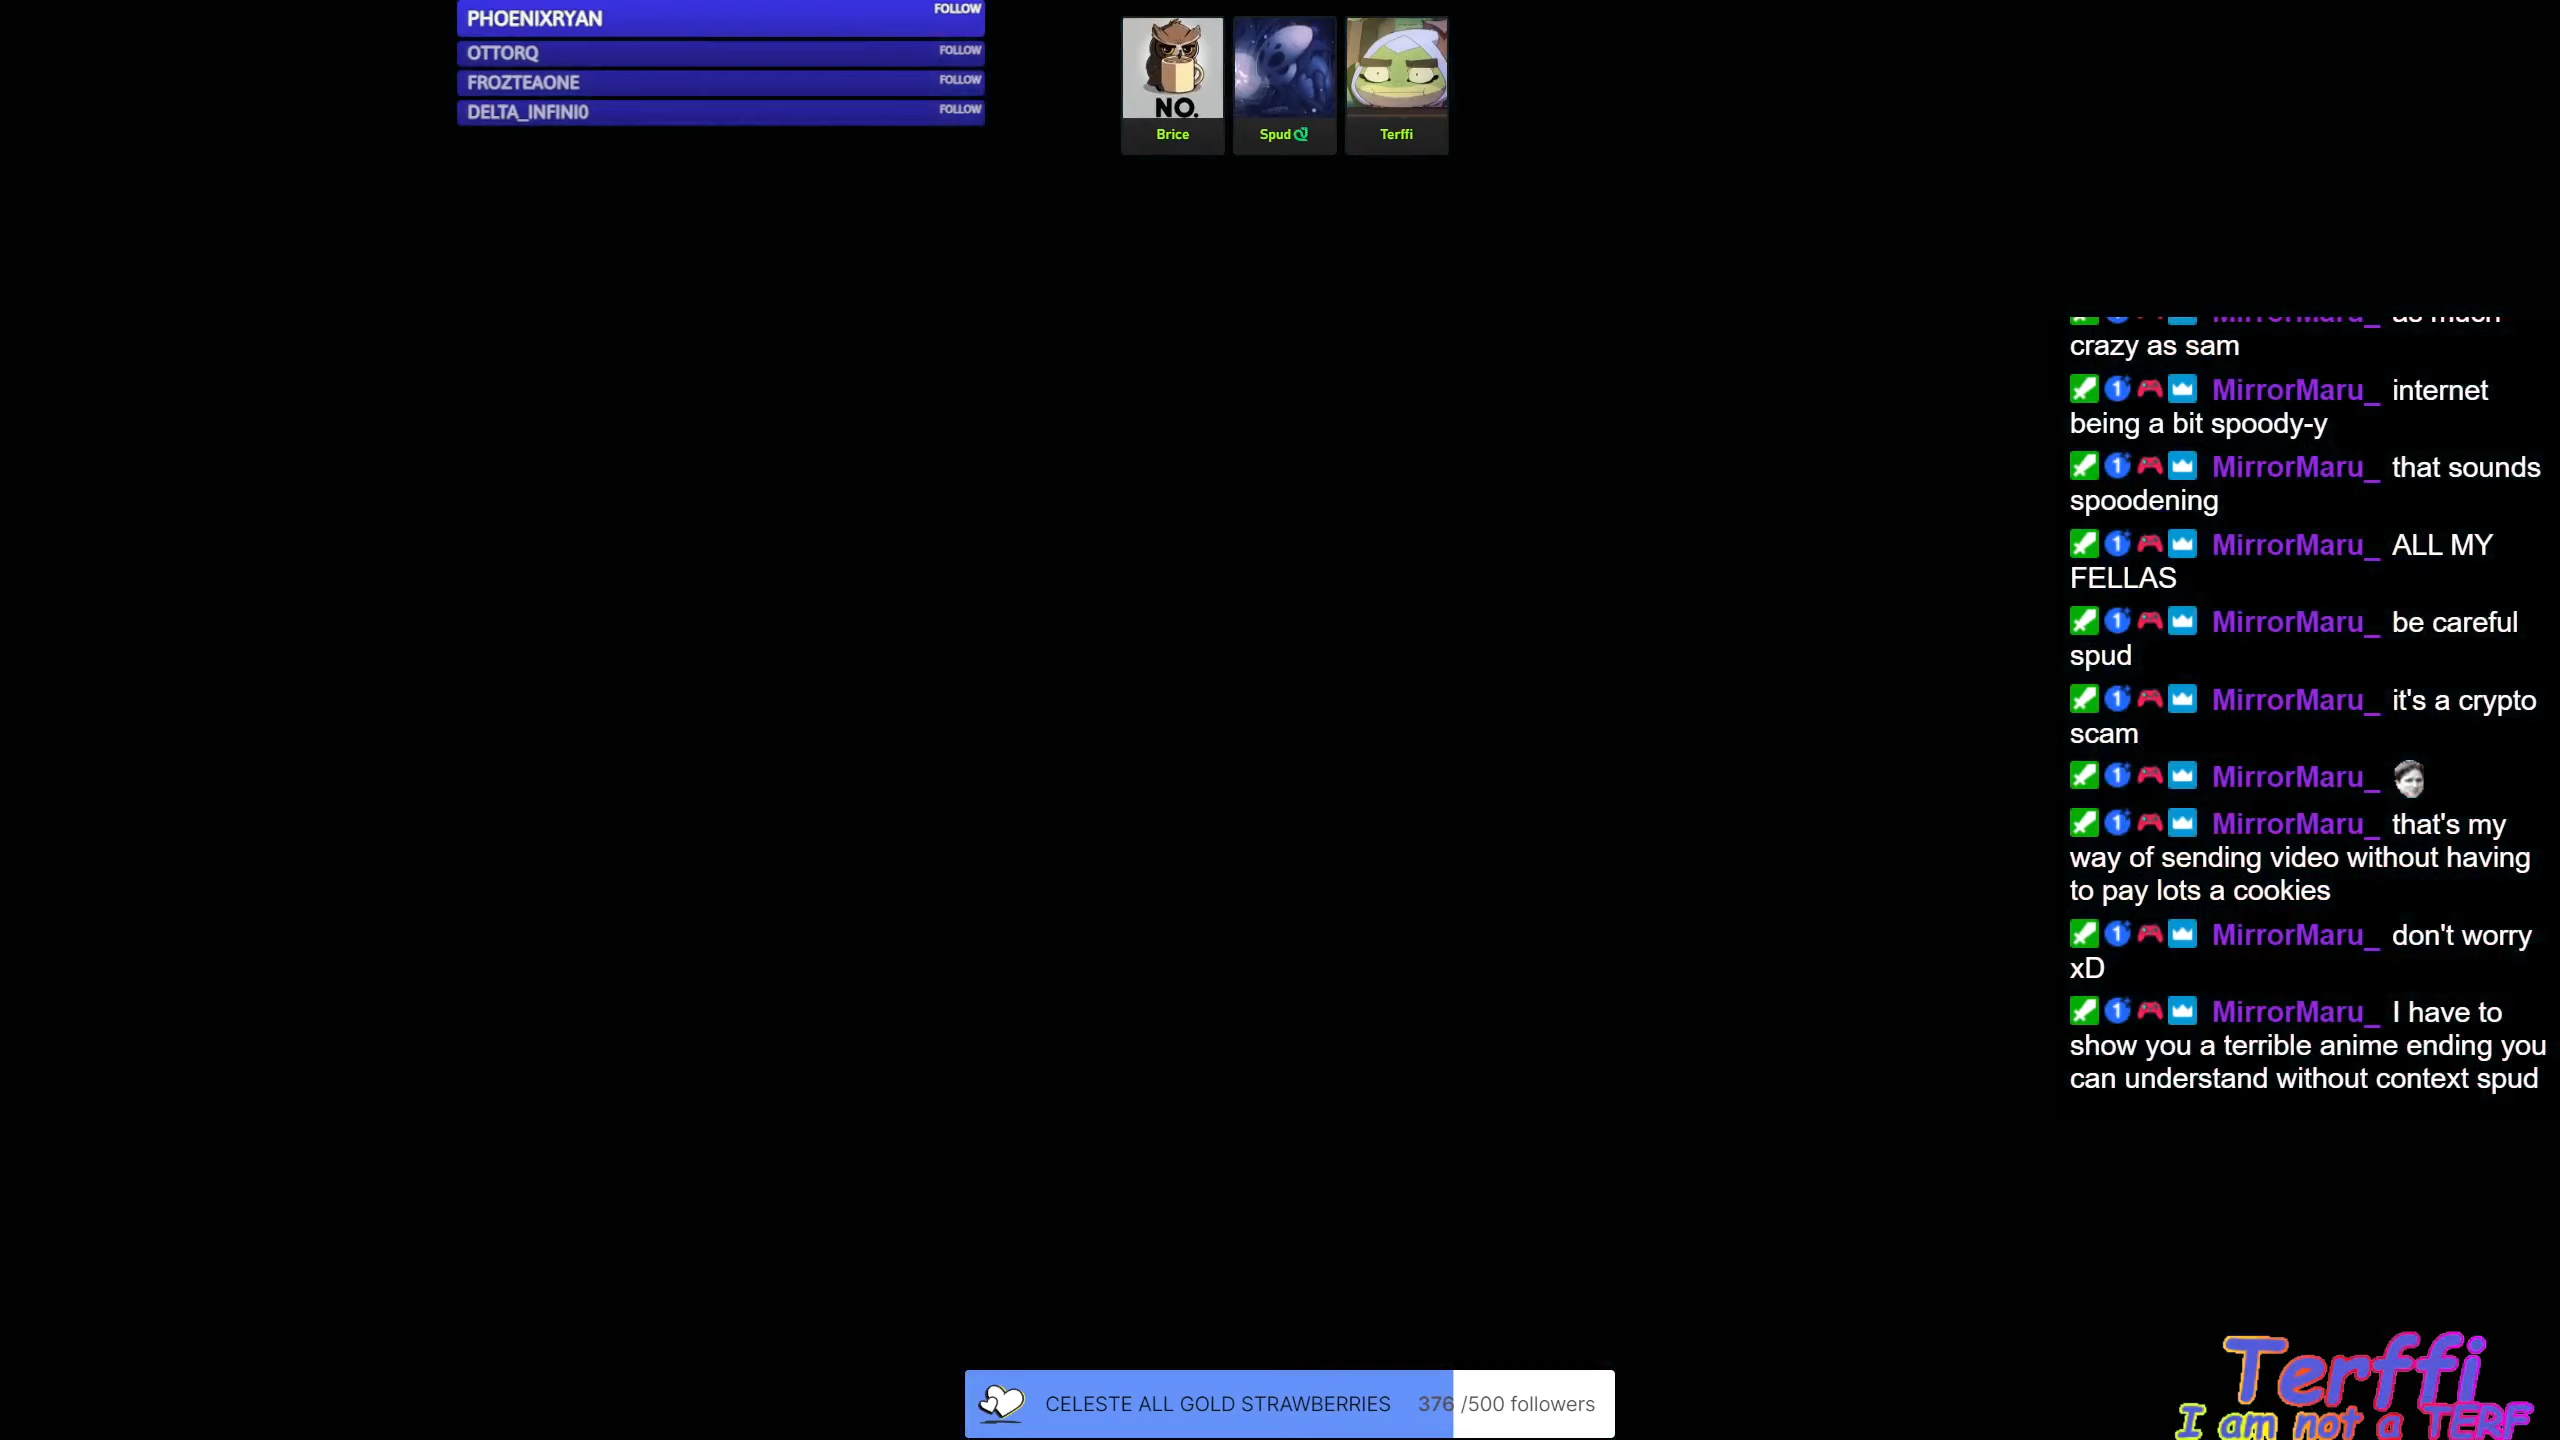 PHOENIXRYAN FOLLOW
OTTORQ FOLLOW
FROZTEAONE FOLLOW
DELTA_INFINI0 FOLLOW
NO.
Brice
Spud
Terffi
MirrorMaru_ as much
crazy as sam
MirrorMaru_ internet
being a bit spoody-y
MirrorMaru_ that sounds
spoodening
MirrorMaru_ ALL MY
FELLAS
MirrorMaru_ be careful
spud
MirrorMaru_ it's a crypto
scam
MirrorMaru_
MirrorMaru_ that's my
way of sending video without having
to pay lots a cookies
MirrorMaru_ don't worry
xD
MirrorMaru_ I have to
show you a terrible anime ending you
can understand without context spud
CELESTE ALL GOLD STRAWBERRIES 376 /500 followers
Terffi
I am not a TERF